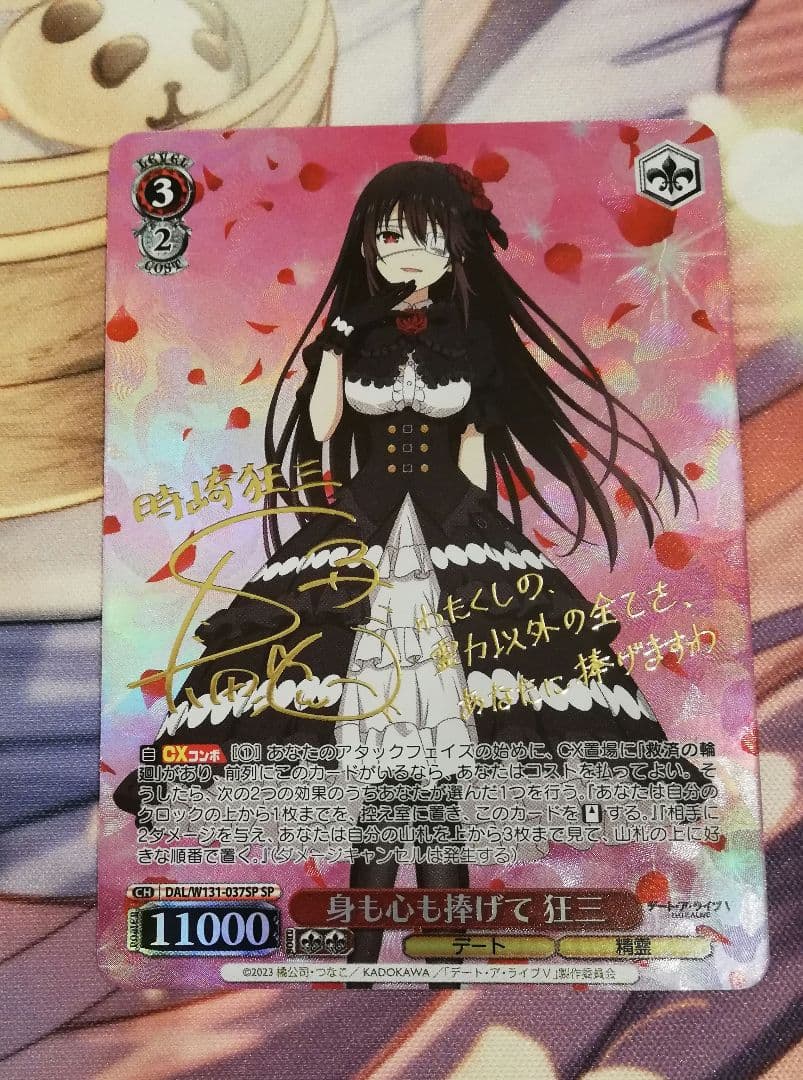 LEVEL
3
2
COST
時崎狂三
わたくしの、
霊力以外の全てを、
あなたに捧げますわ
自 CXコンボ [①] あなたのアタックフェイズの始めに、CX置場に「救済の輪
廻」があり、前列にこのカードがいるなら、あなたはコストを払ってよい。そ
うしたら、次の2つの効果のうちあなたが選んだ1つを行う。『あなたは自分の
クロックの上から1枚までを、控え室に置き、このカードを する。』『相手に
2ダメージを与え、あなたは自分の山札を上から3枚まで見て、山札の上に好
きな順番で置く。』(ダメージキャンセルは発生する)
CH DAL/W131-037SP SP
身も心も捧げて 狂三
デート・ア・ライブV
DATE A LIVE
POWER 11000
SOUL
デート 精霊
©2023 橘公司・つなこ/KADOKAWA/「デート・ア・ライブV」製作委員会